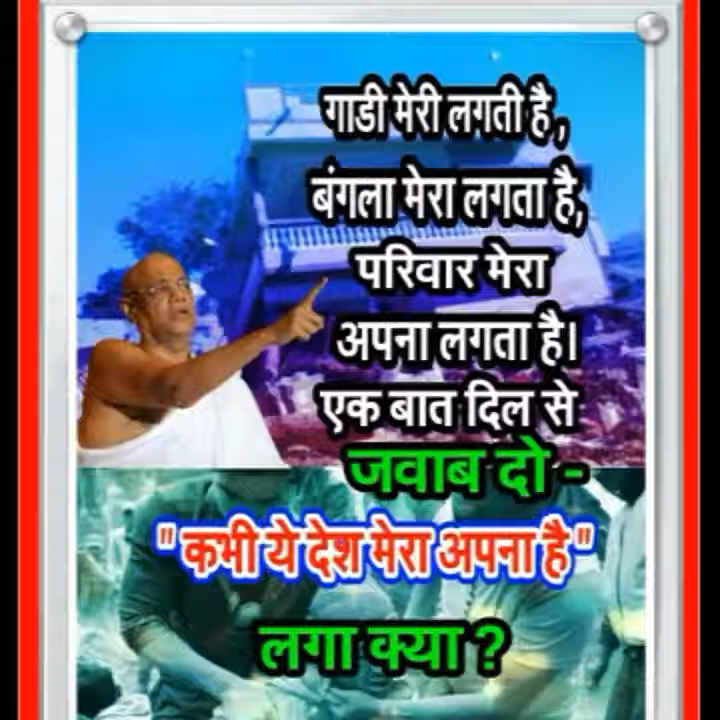 गाडी मेरी लगती है,
बंगला मेरा लगता है,
परिवार मेरा
अपना लगता है।
एक बात दिल से
जवाब दो -
"कभी ये देश मेरा अपना है"
लगा क्या ?